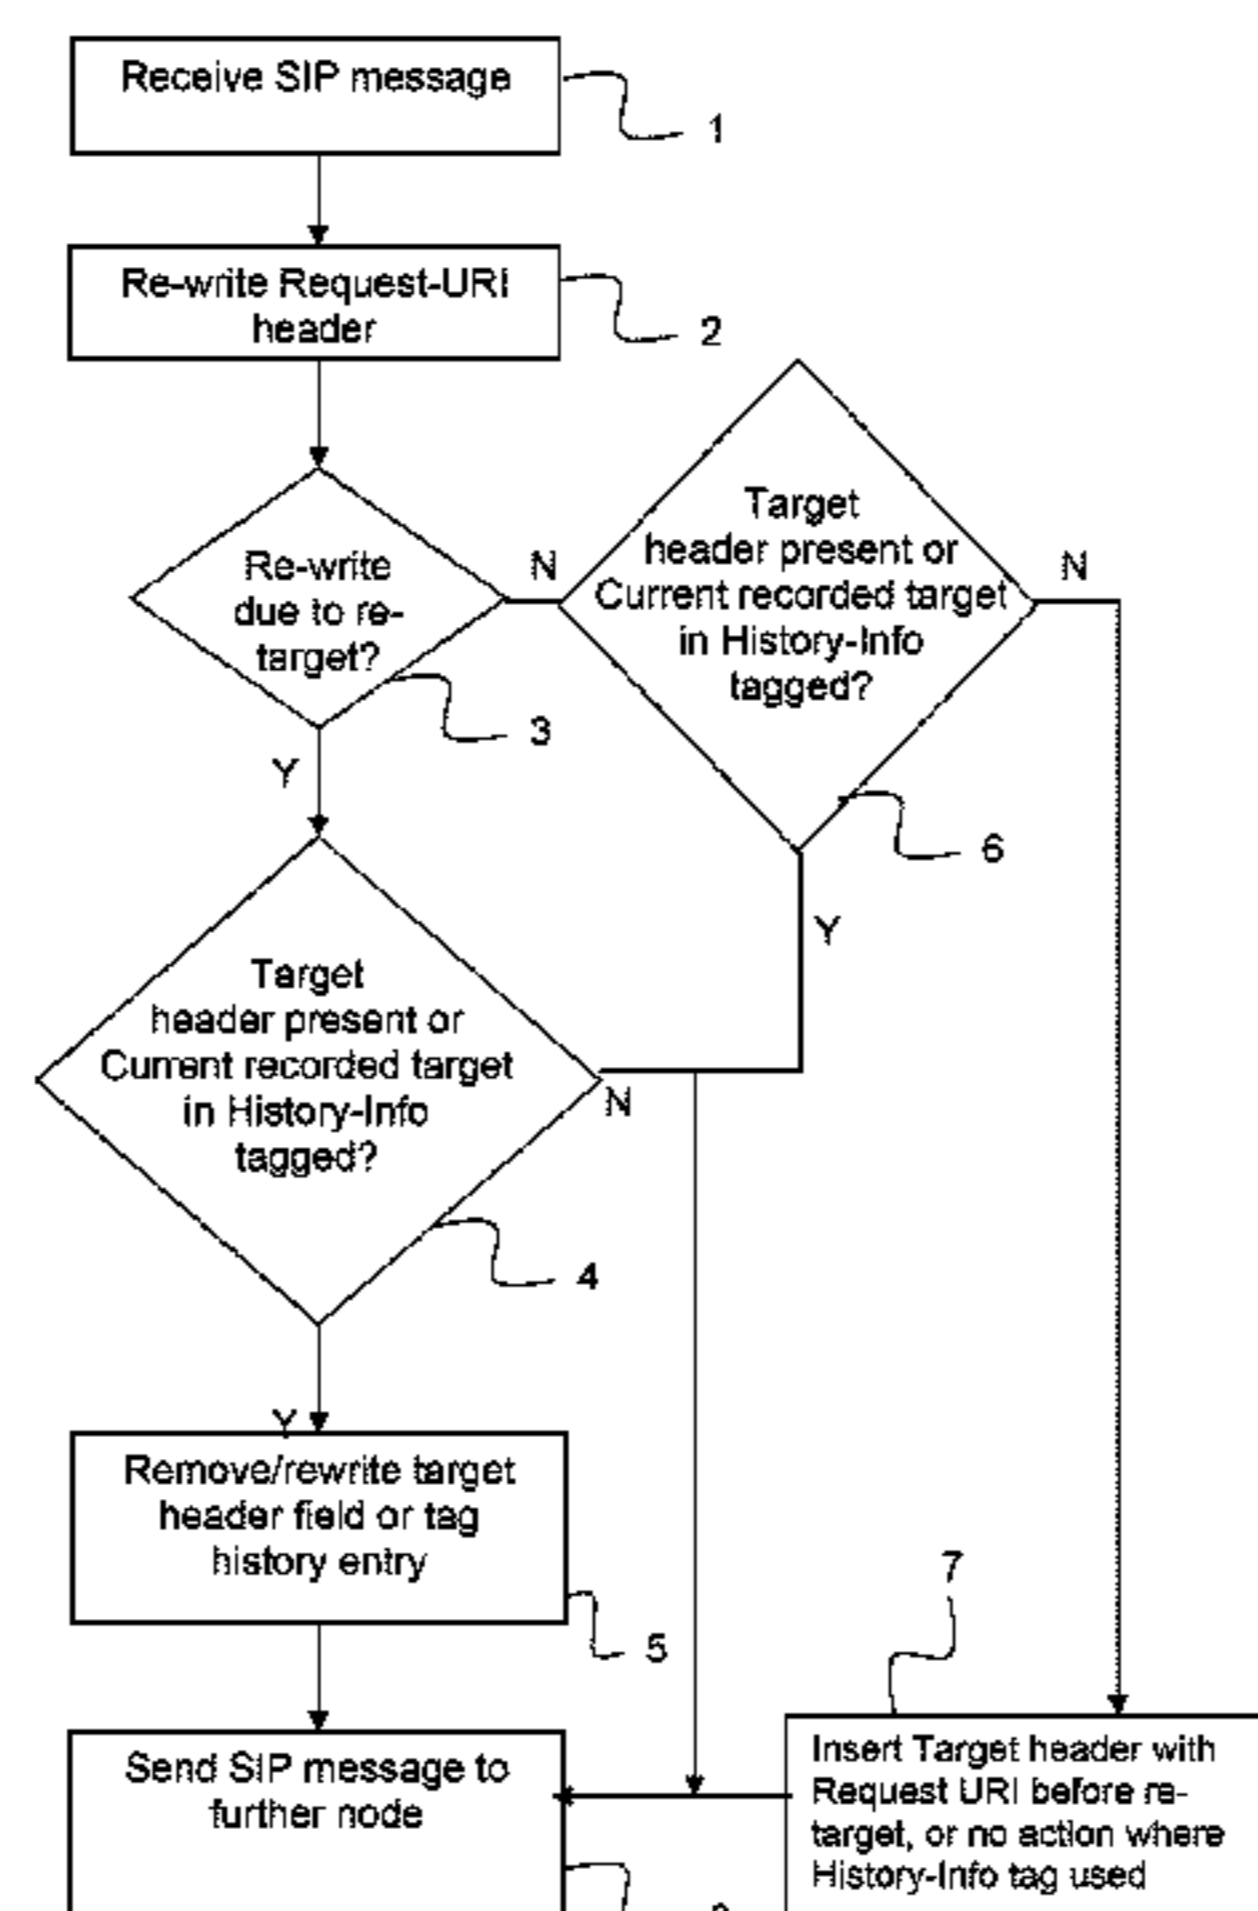 Receive SIP message
1
Re-write Request-URI
header
2
Re-write
due to re-
target?
3
N
Target
header present or
Current recorded target
in History-Info
tagged?
N
6
Y
Y
Target
header present or
Current recorded target
in History-Info
tagged?
N
4
Y
Remove/rewrite target
header field or tag
history entry
5
7
Send SIP message to
further node
Insert Target header with
Request URI before re-
target, or no action where
History-Info tag used